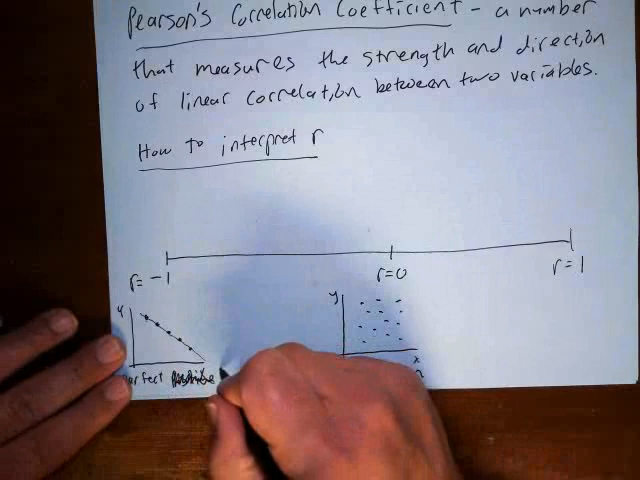 Pearson's Correlation Coefficient - a number
that measures the strength and direction
of linear correlation between two variables.
How to interpret r
r= -1
r=0
r=1
y
y
x